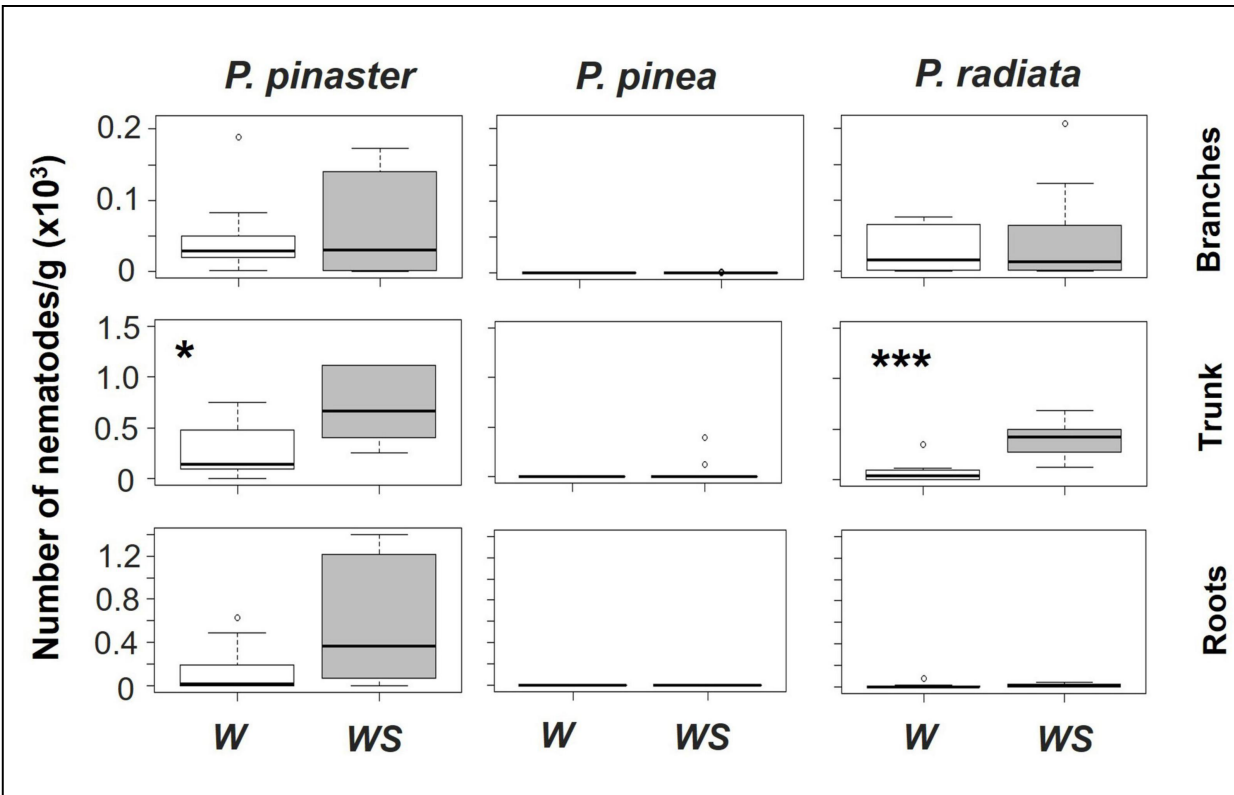 P. pinaster P. pinea P. radiata
Number of nematodes/g (x10³)
0.2
0.1
0
Branches
1.5
1.0
0.5
0
* ***
Trunk
1.2
0.8
0.4
0
Roots
W WS W WS W WS